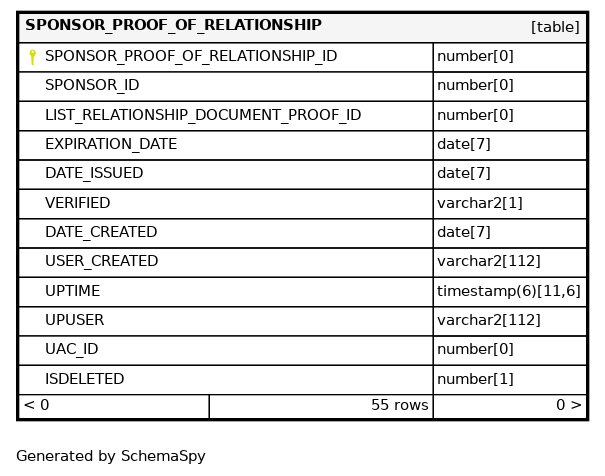 SPONSOR_PROOF_OF_RELATIONSHIP [table]
SPONSOR_PROOF_OF_RELATIONSHIP_ID number[0]
SPONSOR_ID number[0]
LIST_RELATIONSHIP_DOCUMENT_PROOF_ID number[0]
EXPIRATION_DATE date[7]
DATE_ISSUED date[7]
VERIFIED varchar2[1]
DATE_CREATED date[7]
USER_CREATED varchar2[112]
UPTIME timestamp(6)[11,6]
UPUSER varchar2[112]
UAC_ID number[0]
ISDELETED number[1]
< 0 55 rows 0 >
Generated by SchemaSpy